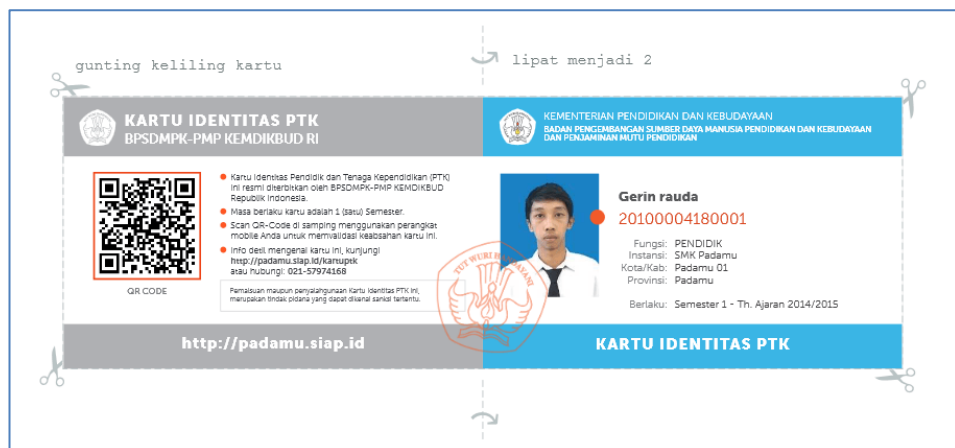 gunting keliling kartu
lipat menjadi 2
KARTU IDENTITAS PTK
BPSDMPK-PMP KEMDIKBUD RI
Kartu Identitas Pendidik dan Tenaga Kependidikan (PTK)
ini resmi diterbitkan oleh BPSDMPK-PMP KEMDIKBUD
Republik Indonesia.
Masa berlaku kartu adalah 1 (satu) Semester.
Scan QR-Code di samping menggunakan perangkat
mobile Anda untuk memvalidasi keabsahan kartu ini.
Info detil mengenai kartu ini, kunjungi
http://padamu.siap.id/kartuptk
atau hubungi: 021-57974168
QR CODE
Pemalsuan maupun penyalahgunaan Kartu Identitas PTK ini,
merupakan tindak pidana yang dapat dikenai sanksi tertentu.
http://padamu.siap.id
KEMENTERIAN PENDIDIKAN DAN KEBUDAYAAN
BADAN PENGEMBANGAN SUMBER DAYA MANUSIA PENDIDIKAN DAN KEBUDAYAAN
DAN PENJAMINAN MUTU PENDIDIKAN
Gerin rauda
20100004180001
Fungsi: PENDIDIK
Instansi: SMK Padamu
Kota/Kab: Padamu 01
Provinsi: Padamu
Berlaku: Semester 1 - Th. Ajaran 2014/2015
TUT WURI HANDAYANI
KARTU IDENTITAS PTK